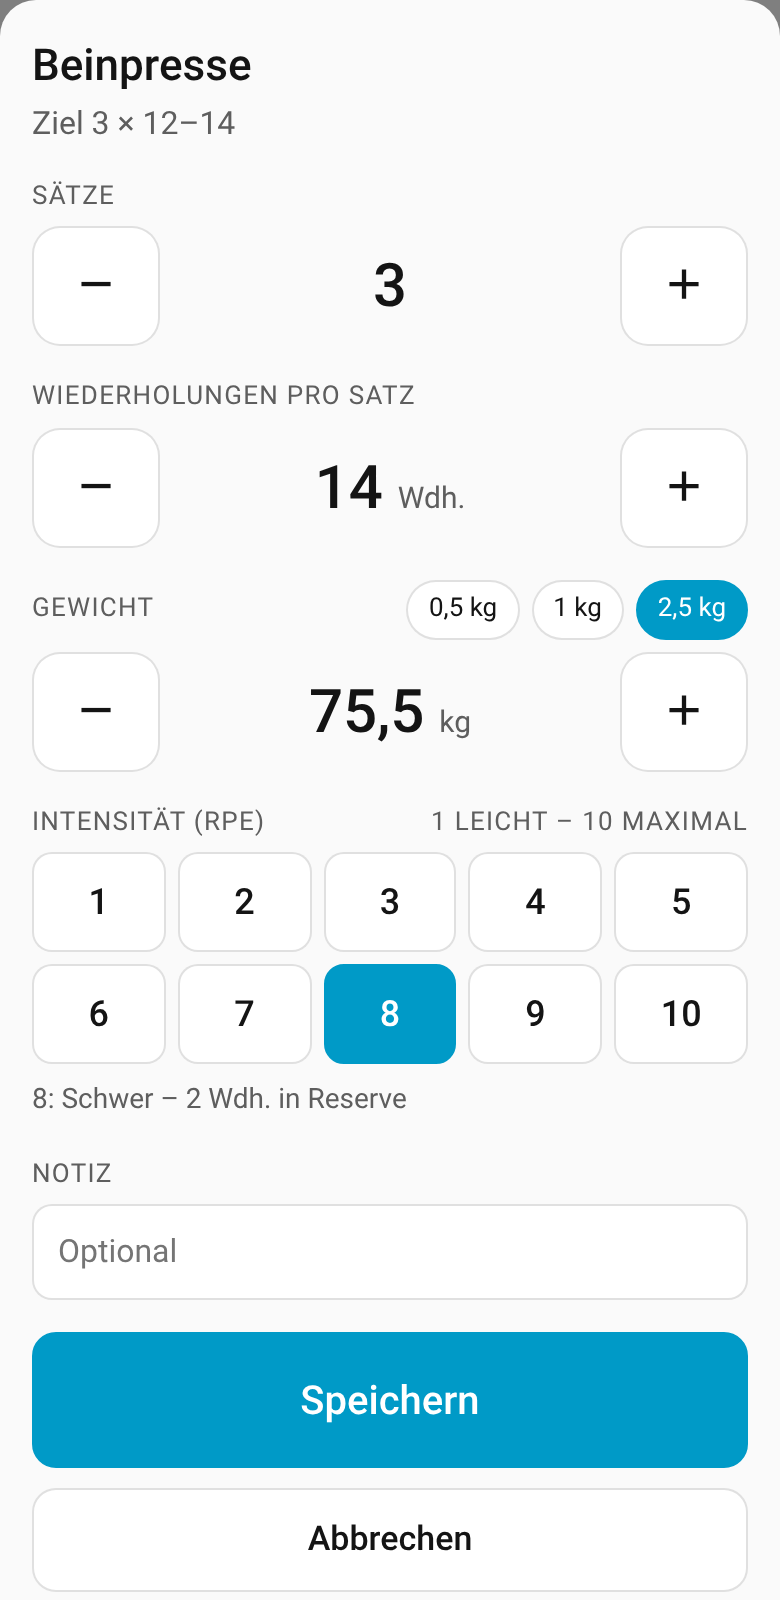 Beinpresse
Ziel 3 × 12–14
SÄTZE
− 3 +
WIEDERHOLUNGEN PRO SATZ
− 14 Wdh. +
GEWICHT 0,5 kg 1 kg 2,5 kg
− 75,5 kg +
INTENSITÄT (RPE) 1 LEICHT – 10 MAXIMAL
1 2 3 4 5
6 7 8 9 10
8: Schwer – 2 Wdh. in Reserve
NOTIZ
Optional
Speichern
Abbrechen